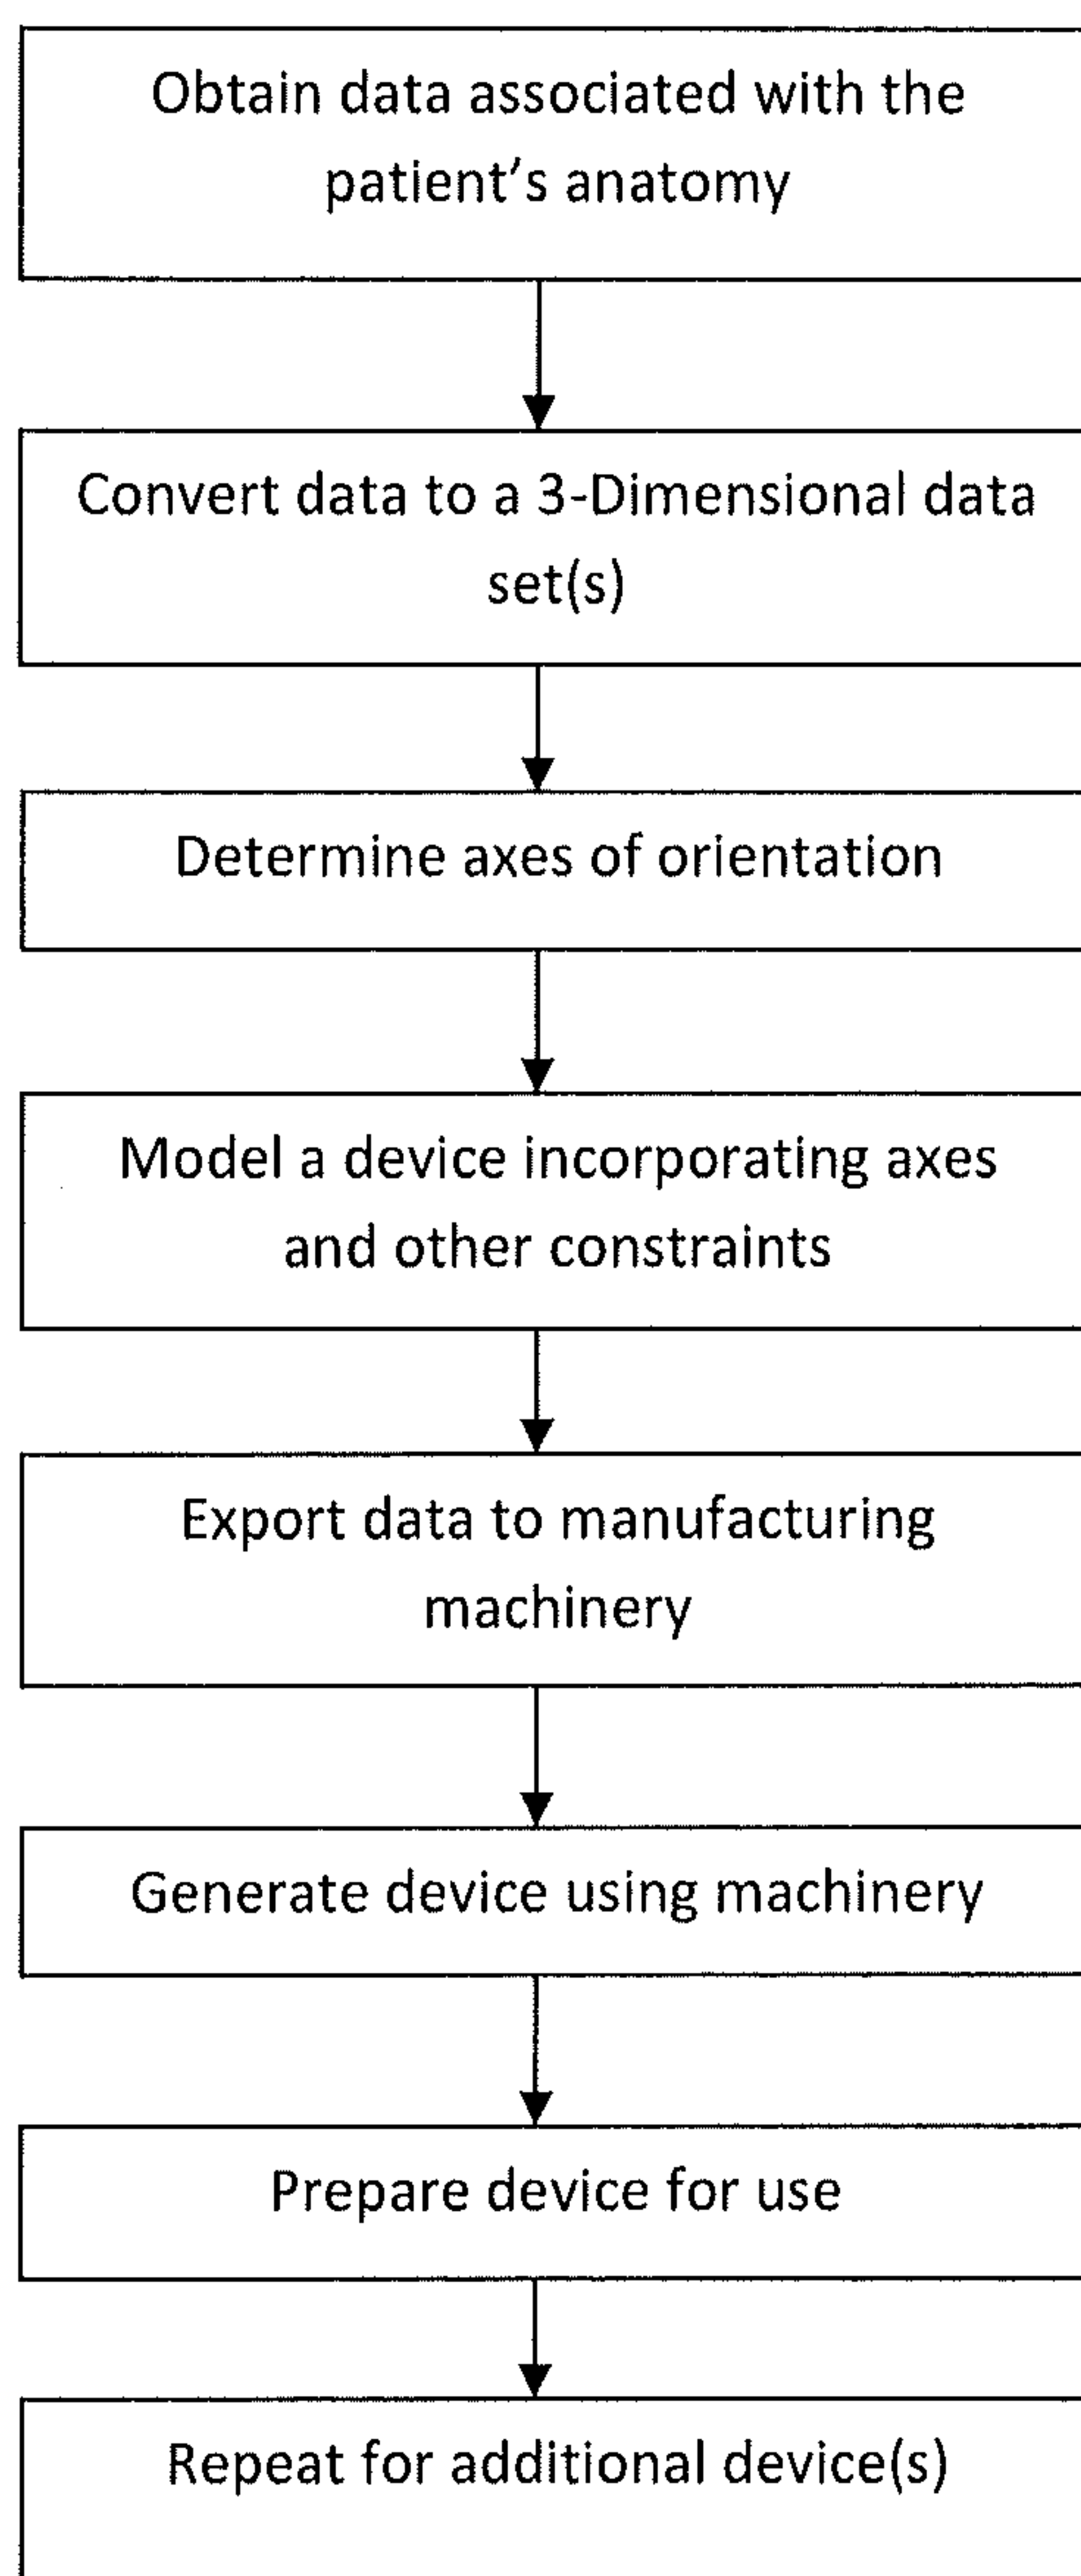 Obtain data associated with the
patient's anatomy
Convert data to a 3-Dimensional data
set(s)
Determine axes of orientation
Model a device incorporating axes
and other constraints
Export data to manufacturing
machinery
Generate device using machinery
Prepare device for use
Repeat for additional device(s)